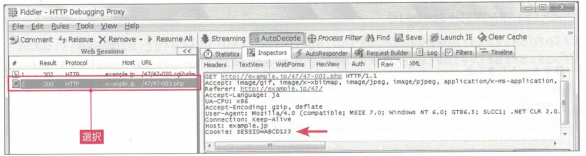 Fiddler - HTTP Debugging Proxy
File Edit Rules Tools View Help
Comment Reissue Remove Resume All Streaming AutoDecode Process Filter Find Save Launch IE Clear Cache
Web Sessions <<
Statistics Inspectors AutoResponder Request Builder Log Filters Timeline
# Result Protocol Host URL
Headers TextView WebForms HexView Auth Raw XML
1 302 HTTP example.jp
2 200 HTTP example.jp /47/47-003.php
選択
GET http://example.jp/47/47-003.php HTTP/1.1
Accept: image/gif, image/x-xbitmap, image/jpeg, image/pjpeg, application/x-ms-application,
Referer: http://example.jp/47/
Accept-Language: ja
UA-CPU: x86
Accept-Encoding: gzip, deflate
User-Agent: Mozilla/4.0 (compatible; MSIE 7.0; Windows NT 6.0; GTB6.5; SLCC1; .NET CLR 2.0.
Connection: Keep-Alive
Host: example.jp
Cookie: SESSID=ABCD123